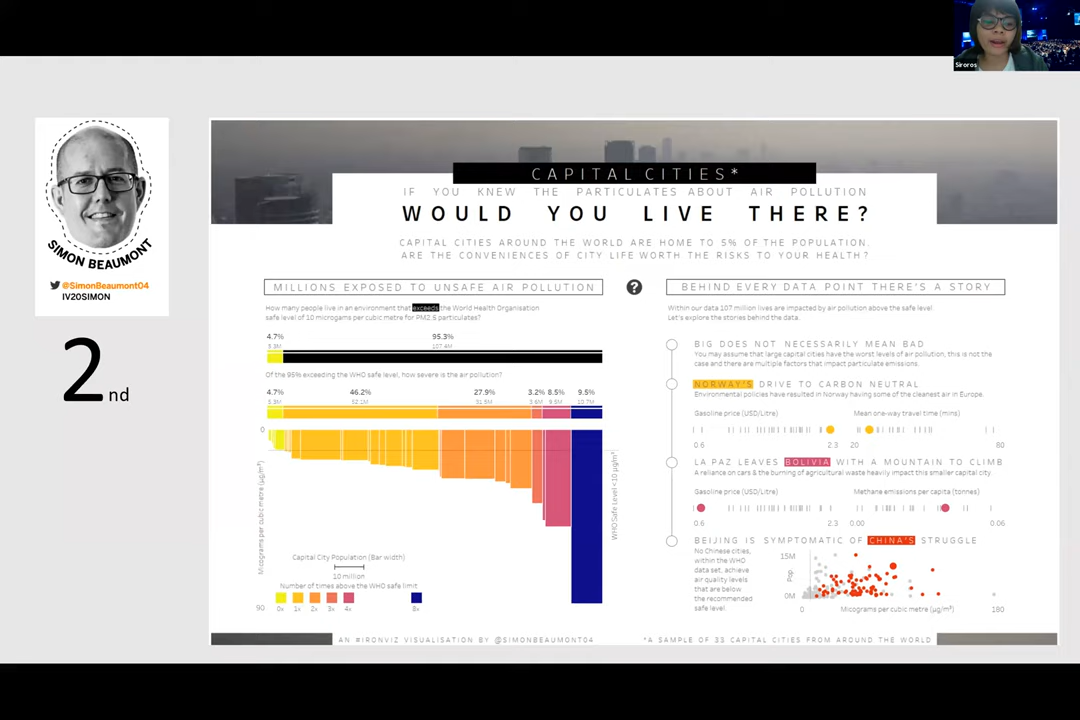 Siroros
SIMON BEAUMONT
@SimonBeaumont04
IV20SIMON
2nd
CAPITAL CITIES*
IF YOU KNEW THE PARTICULATES ABOUT AIR POLLUTION
WOULD YOU LIVE THERE?
CAPITAL CITIES AROUND THE WORLD ARE HOME TO 5% OF THE POPULATION.
ARE THE CONVENIENCES OF CITY LIFE WORTH THE RISKS TO YOUR HEALTH?
MILLIONS EXPOSED TO UNSAFE AIR POLLUTION
?
How many people live in an environment that exceeds the World Health Organisation
safe level of 10 microgams per cubic metre for PM2.5 particulates?
4.7% 95.3%
5.3M 107.4M
Of the 95% exceeding the WHO safe level, how severe is the air pollution?
4.7% 46.2% 27.9% 3.2% 8.5% 9.5%
5.3M 52.1M 31.5M 3.6M 9.5M 10.7M
0
Micograms per cubic metre (µg/m³)
WHO Safe Level <10 µg/m³
Capital City Population (Bar width)
10 million
Number of times above the WHO safe limit
0x 1x 2x 3x 4x 8x
90
BEHIND EVERY DATA POINT THERE'S A STORY
Within our data 107 million lives are impacted by air pollution above the safe level
Let's explore the stories behind the data.
BIG DOES NOT NECESSARILY MEAN BAD
You may assume that large capital cities have the worst levels of air pollution, this is not the
case and there are multiple factors that impact particulate emissions.
NORWAY'S DRIVE TO CARBON NEUTRAL
Environmental policies have resulted in Norway having some of the cleanest air in Europe.
Gasoline price (USD/Litre) Mean one-way travel time (mins)
0.6 2.3 20 80
LA PAZ LEAVES BOLIVIA WITH A MOUNTAIN TO CLIMB
A reliance on cars & the burning of agricultural waste heavily impact this smaller capital city.
Gasoline price (USD/Litre) Methane emissions per capita (tonnes)
0.6 2.3 0.00 0.06
BEIJING IS SYMPTOMATIC OF CHINA'S STRUGGLE
No Chinese cities,
within the WHO
data set, achieve
air quality levels
that are below
the recommended
safe level.
15M
Pop
0M
0 Micograms per cubic metre (µg/m³) 180
AN #IRONVIZ VISUALISATION BY @SIMONBEAUMONT04
*A SAMPLE OF 33 CAPITAL CITIES FROM AROUND THE WORLD